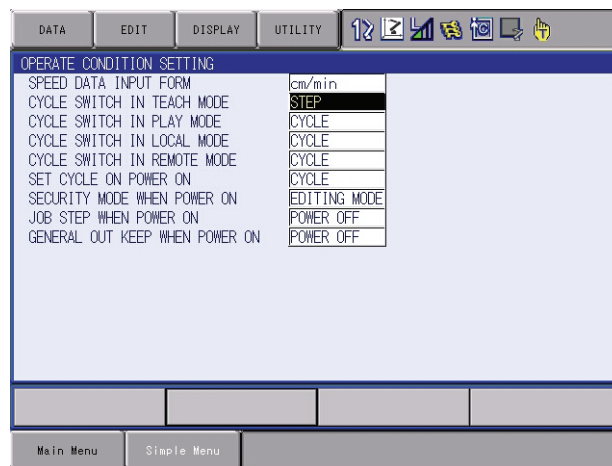 DATA EDIT DISPLAY UTILITY
OPERATE CONDITION SETTING
SPEED DATA INPUT FORM cm/min
CYCLE SWITCH IN TEACH MODE STEP
CYCLE SWITCH IN PLAY MODE CYCLE
CYCLE SWITCH IN LOCAL MODE CYCLE
CYCLE SWITCH IN REMOTE MODE CYCLE
SET CYCLE ON POWER ON CYCLE
SECURITY MODE WHEN POWER ON EDITING MODE
JOB STEP WHEN POWER ON POWER OFF
GENERAL OUT KEEP WHEN POWER ON POWER OFF
Main Menu Simple Menu